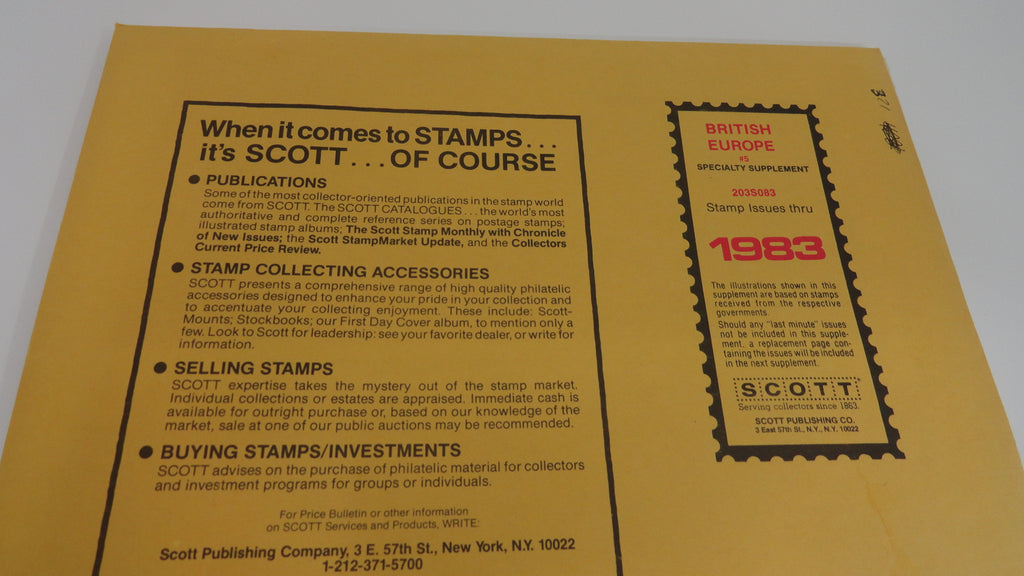 When it comes to STAMPS...
it's SCOTT...OF COURSE
● PUBLICATIONS
Some of the most collector-oriented publications in the stamp world
come from SCOTT. The SCOTT CATALOGUES...the world's most
authoritative and complete reference series on postage stamps;
illustrated stamp albums; The Scott Stamp Monthly with Chronicle
of New Issues; the Scott StampMarket Update, and the Collectors
Current Price Review.
● STAMP COLLECTING ACCESSORIES
SCOTT presents a comprehensive range of high quality philatelic
accessories designed to enhance your pride in your collection and
to accentuate your collecting enjoyment. These include: Scott-
Mounts; Stockbooks; our First Day Cover album, to mention only a
few. Look to Scott for leadership: see your favorite dealer, or write for
information.
● SELLING STAMPS
SCOTT expertise takes the mystery out of the stamp market.
Individual collections or estates are appraised. Immediate cash is
available for outright purchase or, based on our knowledge of the
market, sale at one of our public auctions may be recommended.
● BUYING STAMPS/INVESTMENTS
SCOTT advises on the purchase of philatelic material for collectors
and investment programs for groups or individuals.
For Price Bulletin or other information
on SCOTT Services and Products, WRITE:
Scott Publishing Company, 3 E. 57th St., New York, N.Y. 10022
1-212-371-5700
BRITISH
EUROPE
#5
SPECIALTY SUPPLEMENT
203S083
Stamp Issues thru
1983
The illustrations shown in this
supplement are based on stamps
received from the respective
governments.
Should any "last minute" issues
not be included in this supple-
ment, a replacement page con-
taining the issues will be included
in the next supplement.
SCOTT
Serving collectors since 1863.
SCOTT PUBLISHING CO.
3 East 57th St., N.Y., N.Y. 10022